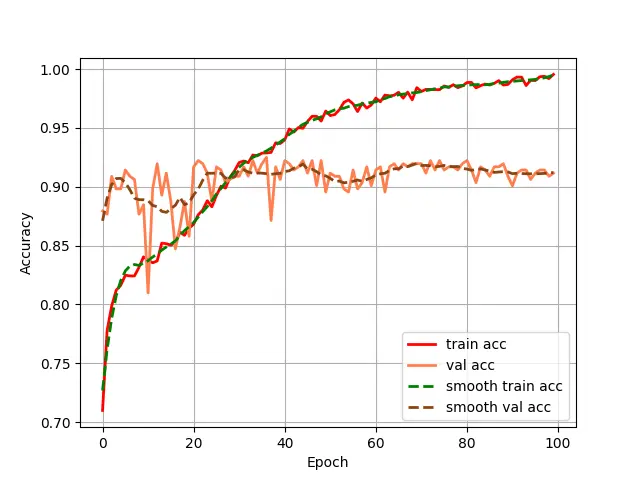 1.00
0.95
0.90
0.85
0.80
0.75
0.70
Accuracy
0
20
40
60
80
100
Epoch
train acc
val acc
smooth train acc
smooth val acc